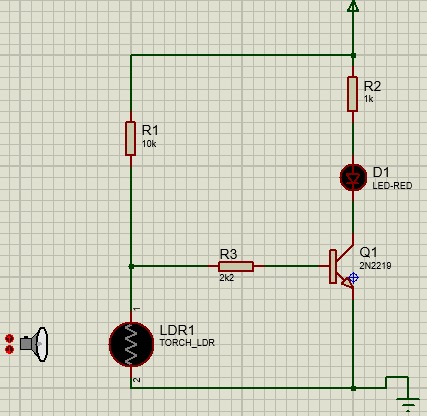 R2
1k
R1
10k
D1
LED-RED
R3
2k2
Q1
2N2219
1
LDR1
TORCH_LDR
2